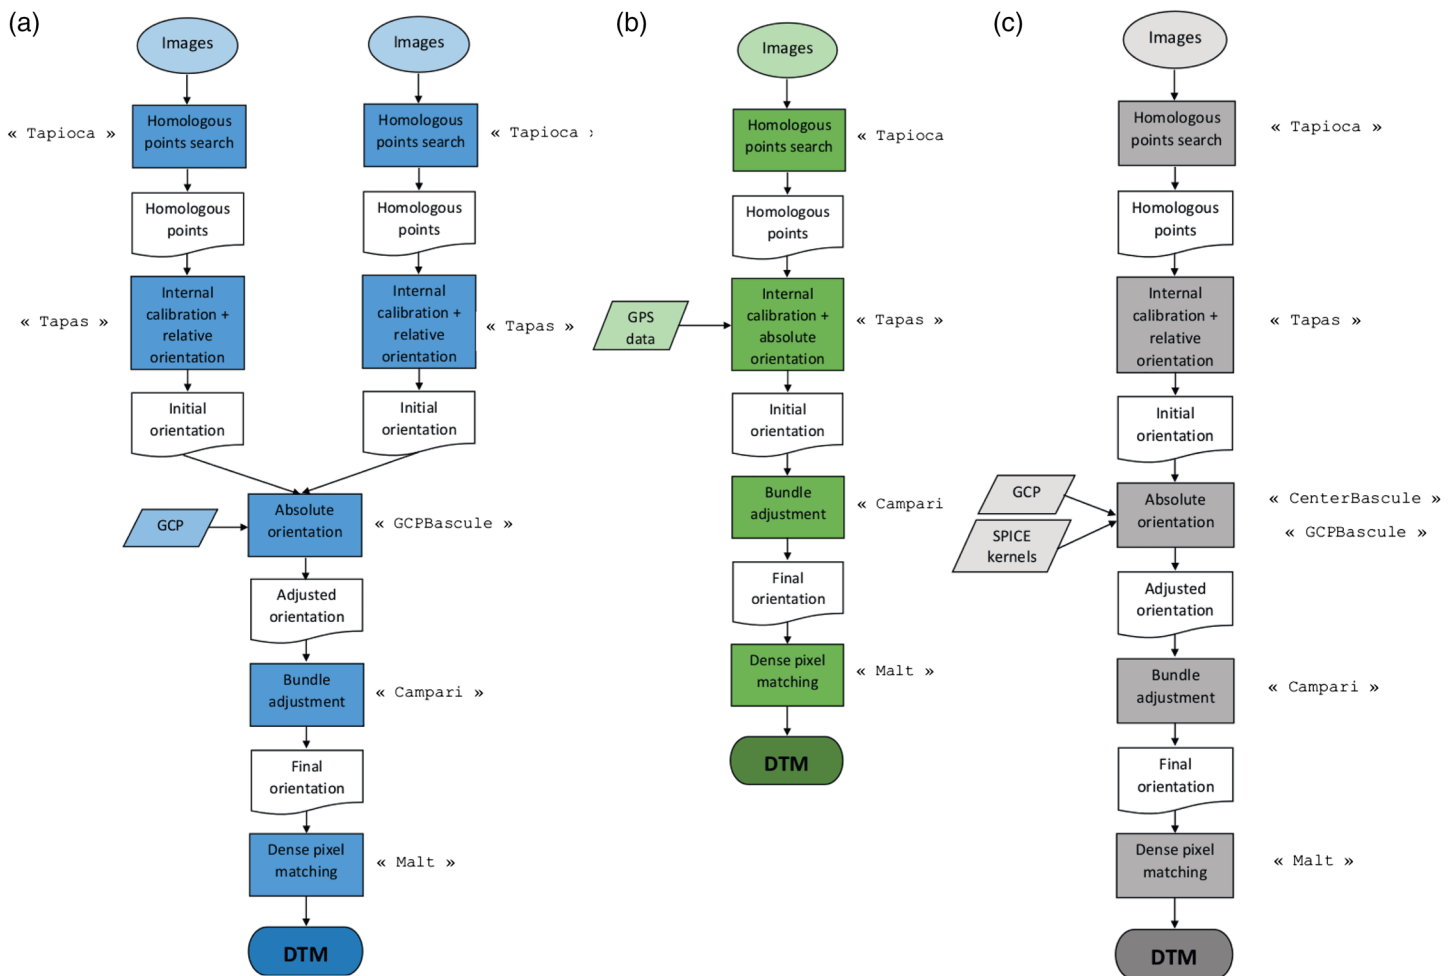 (a)
Images
Homologous
points search
« Tapioca »
Homologous
points
Internal
calibration +
relative
orientation
« Tapas »
Initial
orientation
Images
Homologous
points search
« Tapioca »
Homologous
points
Internal
calibration +
relative
orientation
« Tapas »
Initial
orientation
GCP
Absolute
orientation
« GCPBascule »
Adjusted
orientation
Bundle
adjustment
« Campari »
Final
orientation
Dense pixel
matching
« Malt »
DTM
(b)
Images
Homologous
points search
« Tapioca
Homologous
points
GPS
data
Internal
calibration +
absolute
orientation
« Tapas »
Initial
orientation
Bundle
adjustment
« Campari
Final
orientation
Dense pixel
matching
« Malt »
DTM
(c)
Images
Homologous
points search
« Tapioca »
Homologous
points
Internal
calibration +
relative
orientation
« Tapas »
Initial
orientation
GCP
SPICE
kernels
Absolute
orientation
« CenterBascule »
« GCPBascule »
Adjusted
orientation
Bundle
adjustment
« Campari »
Final
orientation
Dense pixel
matching
« Malt »
DTM